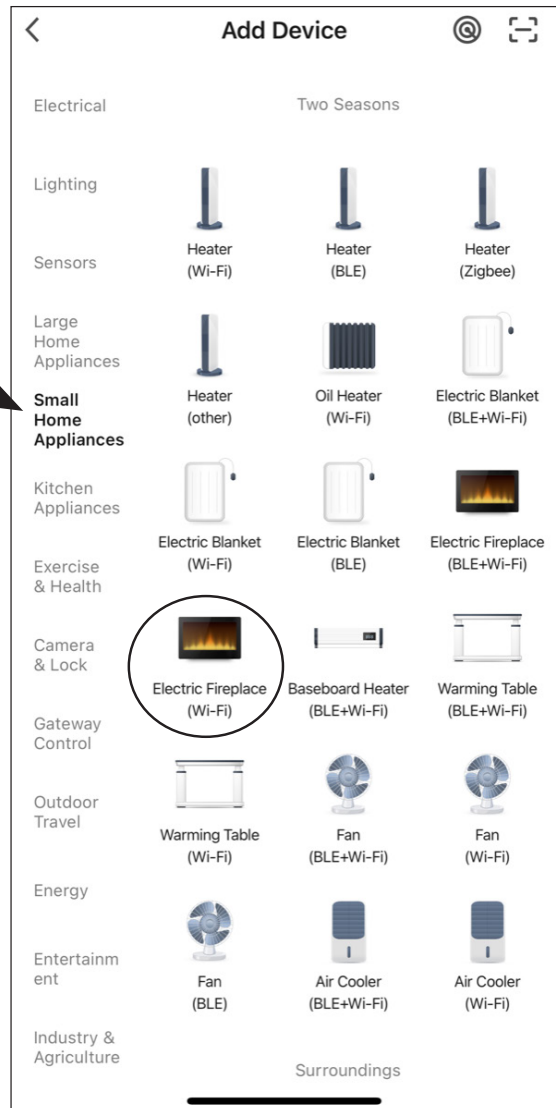 Add Device
Electrical
Lighting
Sensors
Large
Home
Appliances
Small
Home
Appliances
Kitchen
Appliances
Exercise
& Health
Camera
& Lock
Gateway
Control
Outdoor
Travel
Energy
Entertainm
ent
Industry &
Agriculture
Two Seasons
Heater
(Wi-Fi)
Heater
(BLE)
Heater
(Zigbee)
Heater
(other)
Oil Heater
(Wi-Fi)
Electric Blanket
(BLE+Wi-Fi)
Electric Blanket
(Wi-Fi)
Electric Blanket
(BLE)
Electric Fireplace
(BLE+Wi-Fi)
Electric Fireplace
(Wi-Fi)
Baseboard Heater
(BLE+Wi-Fi)
Warming Table
(BLE+Wi-Fi)
Warming Table
(Wi-Fi)
Fan
(BLE+Wi-Fi)
Fan
(Wi-Fi)
Fan
(BLE)
Air Cooler
(BLE+Wi-Fi)
Air Cooler
(Wi-Fi)
Surroundings